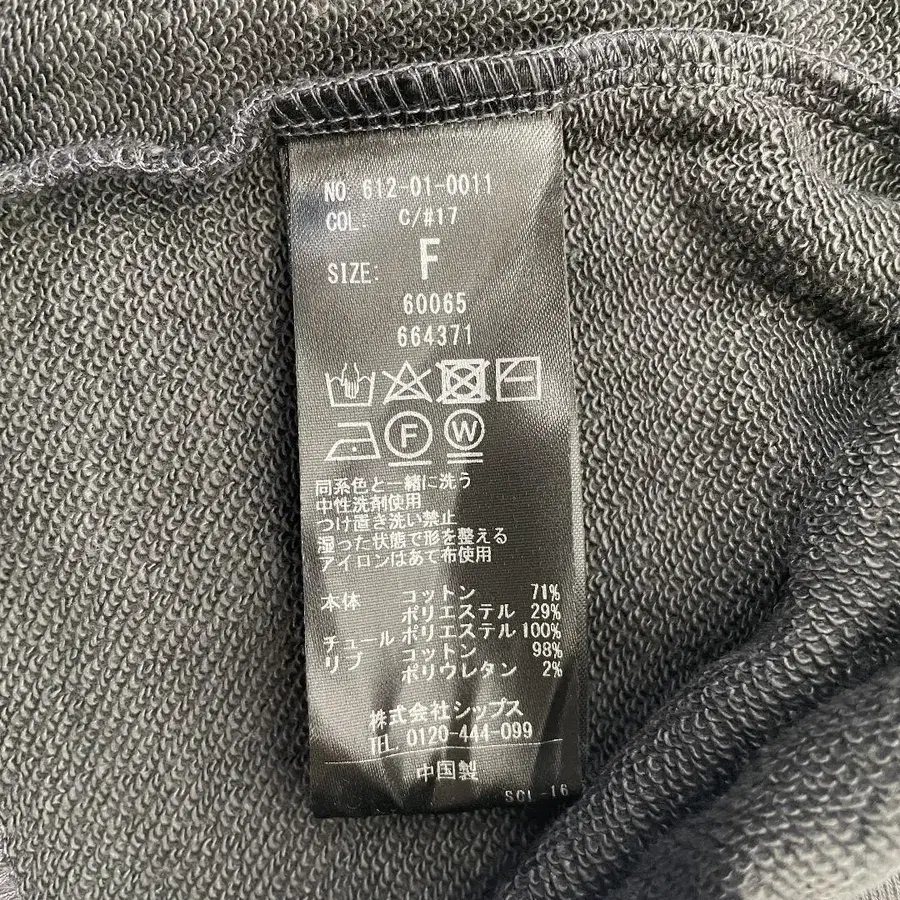 NO. 612-01-0011
COL: C/#17
SIZE: F
60065
664371
F W
同系色と一緒に洗う
中性洗剤使用
つけ置き洗い禁止
湿った状態で形を整える
アイロンはあて布使用
本体 コットン 71%
ポリエステル 29%
チュール ポリエステル 100%
リブ コットン 98%
ポリウレタン 2%
株式会社シップス
TEL. 0120-444-099
中国製
SCL-16